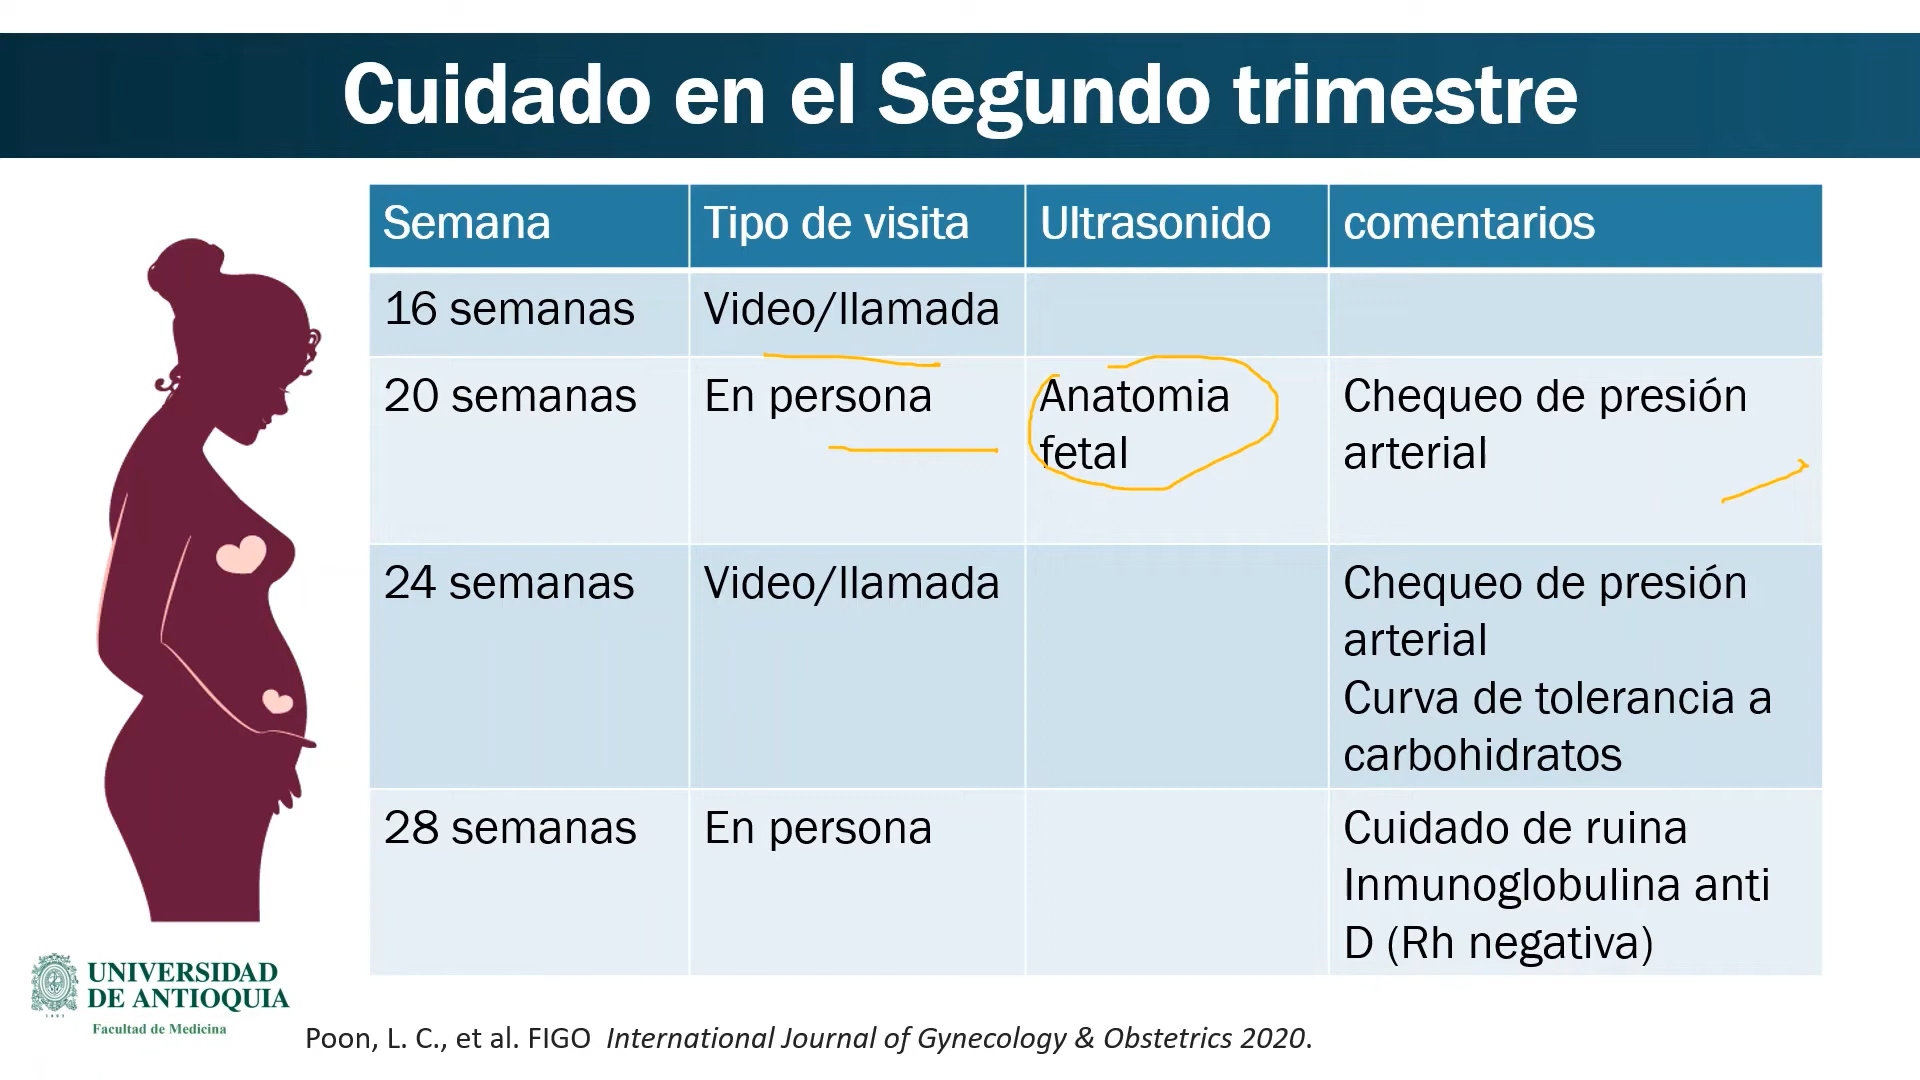 Cuidado en el Segundo trimestre
Semana Tipo de visita Ultrasonido comentarios
16 semanas Video/llamada
20 semanas En persona Anatomia Chequeo de presión
fetal arterial
24 semanas Video/llamada Chequeo de presión
arterial
Curva de tolerancia a
carbohidratos
28 semanas En persona Cuidado de ruina
Inmunoglobulina anti
D (Rh negativa)
UNIVERSIDAD
DE ANTIOQUIA
1803
Facultad de Medicina
Poon, L. C., et al. FIGO International Journal of Gynecology & Obstetrics 2020.